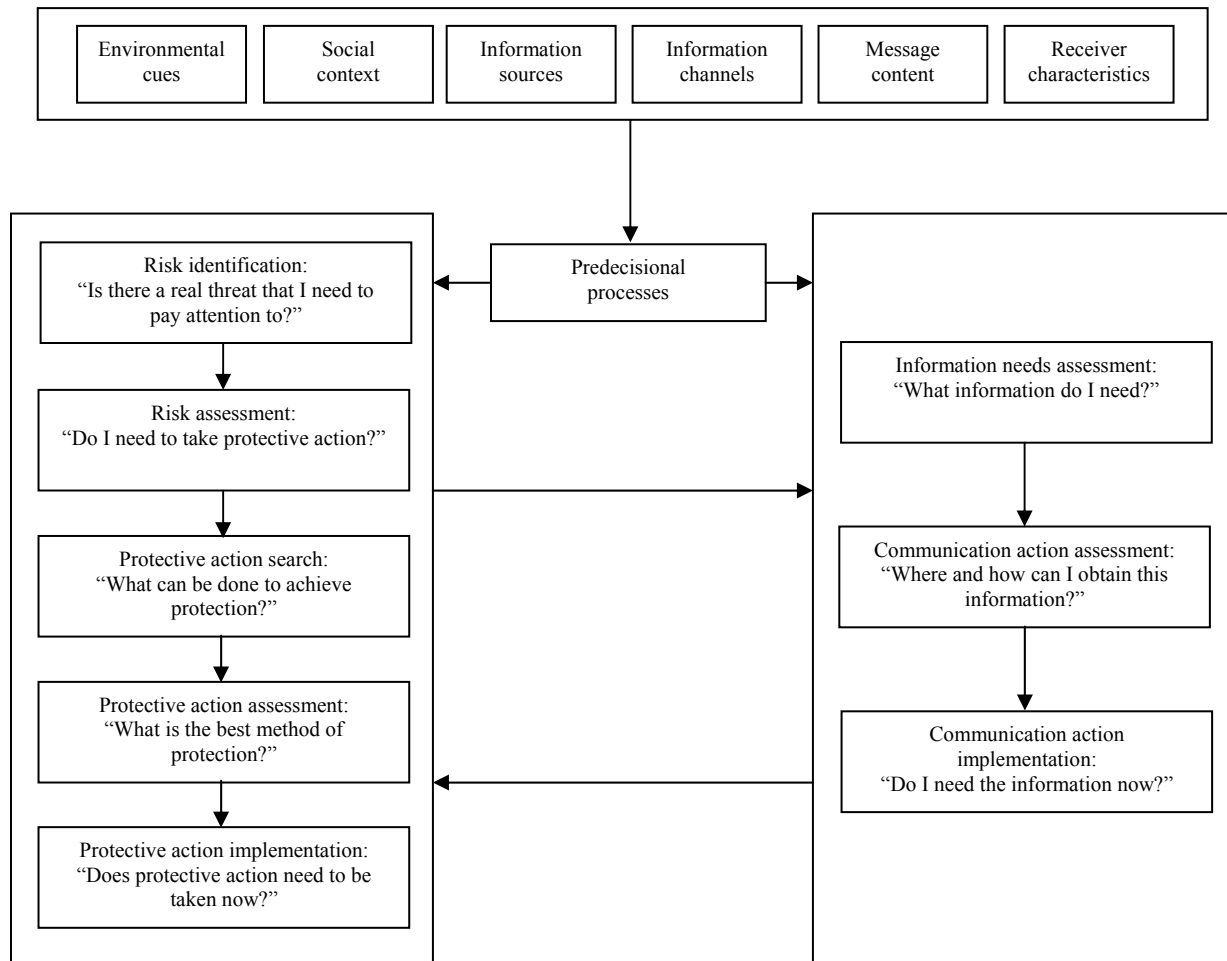 Environmental
cues
Social
context
Information
sources
Information
channels
Message
content
Receiver
characteristics
Predecisional
processes
Risk identification:
“Is there a real threat that I need to
pay attention to?”
Risk assessment:
“Do I need to take protective action?”
Protective action search:
“What can be done to achieve
protection?”
Protective action assessment:
“What is the best method of
protection?”
Protective action implementation:
“Does protective action need to be
taken now?”
Information needs assessment:
“What information do I need?”
Communication action assessment:
“Where and how can I obtain this
information?”
Communication action
implementation:
“Do I need the information now?”